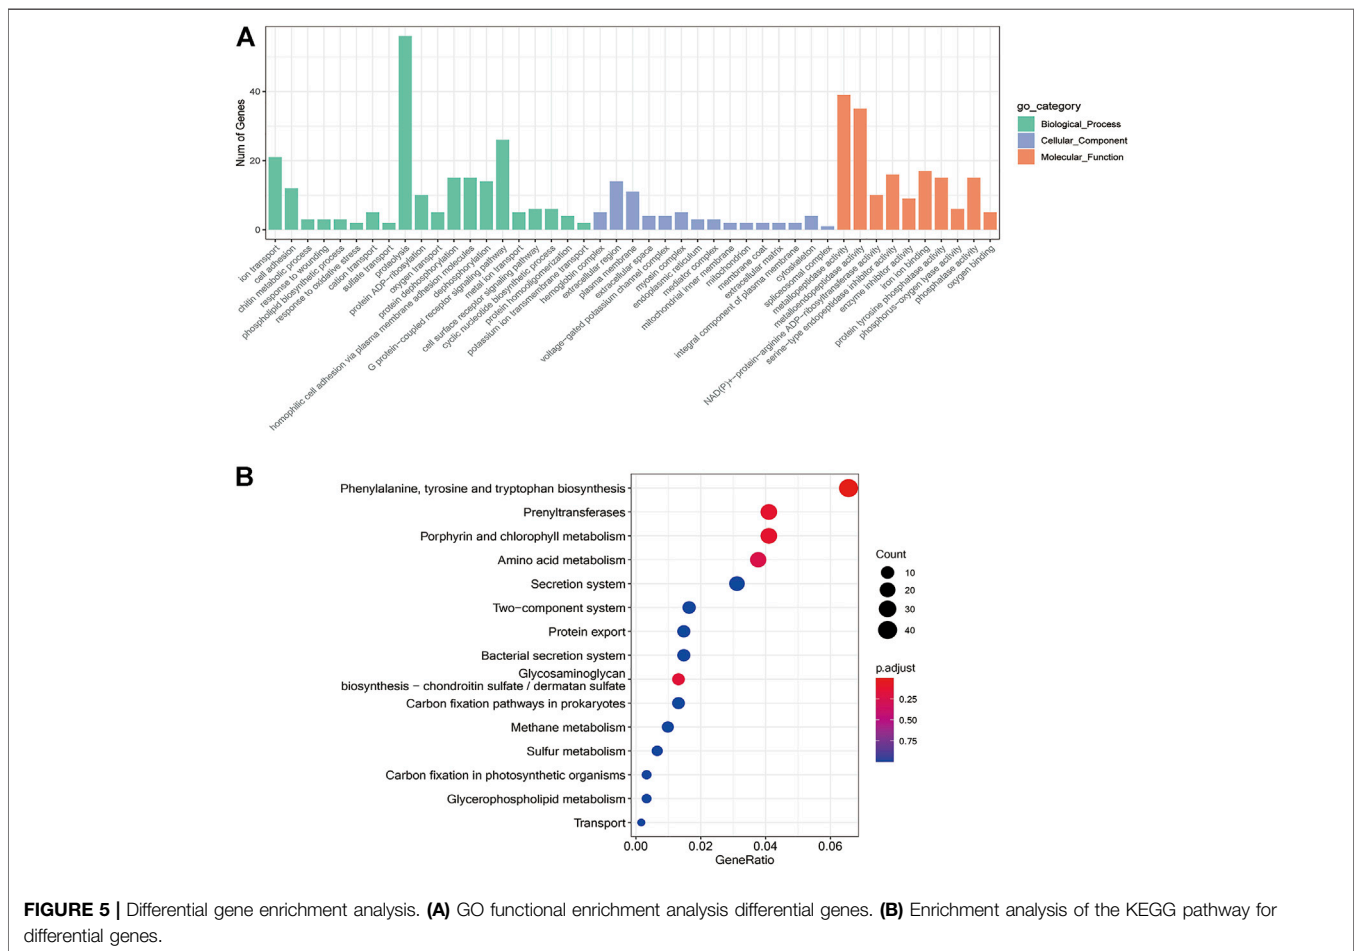 A
Num of Genes
40
20
0
ion transport
cell adhesion
chitin metabolic process
response to wounding
phospholipid biosynthetic process
response to oxidative stress
cation transport
sulfate transport
proteolysis
protein ADP−ribosylation
oxygen transport
protein dephosphorylation
homophilic cell adhesion via plasma membrane adhesion molecules
dephosphorylation
G protein−coupled receptor signaling pathway
metal ion transport
cell surface receptor signaling pathway
cyclic nucleotide biosynthetic process
protein homooligomerization
potassium ion transmembrane transport
hemoglobin complex
extracellular region
plasma membrane
extracellular space
voltage−gated potassium channel complex
myosin complex
endoplasmic reticulum
mediator complex
mitochondrial inner membrane
mitochondrion
membrane coat
extracellular matrix
integral component of plasma membrane
cytoskeleton
spliceosomal complex
metallopeptidase activity
metalloendopeptidase activity
NAD(P)+−protein−arginine ADP−ribosyltransferase activity
serine−type endopeptidase inhibitor activity
enzyme inhibitor activity
iron ion binding
protein tyrosine phosphatase activity
phosphorus−oxygen lyase activity
phosphatase activity
oxygen binding
go_category
Biological_Process
Cellular_Component
Molecular_Function
B
Phenylalanine, tyrosine and tryptophan biosynthesis
Prenyltransferases
Porphyrin and chlorophyll metabolism
Amino acid metabolism
Secretion system
Two−component system
Protein export
Bacterial secretion system
Glycosaminoglycan
biosynthesis − chondroitin sulfate / dermatan sulfate
Carbon fixation pathways in prokaryotes
Methane metabolism
Sulfur metabolism
Carbon fixation in photosynthetic organisms
Glycerophospholipid metabolism
Transport
0.00
0.02
0.04
0.06
GeneRatio
Count
10
20
30
40
p.adjust
0.25
0.50
0.75
FIGURE 5 | Differential gene enrichment analysis. (A) GO functional enrichment analysis differential genes. (B) Enrichment analysis of the KEGG pathway for
differential genes.